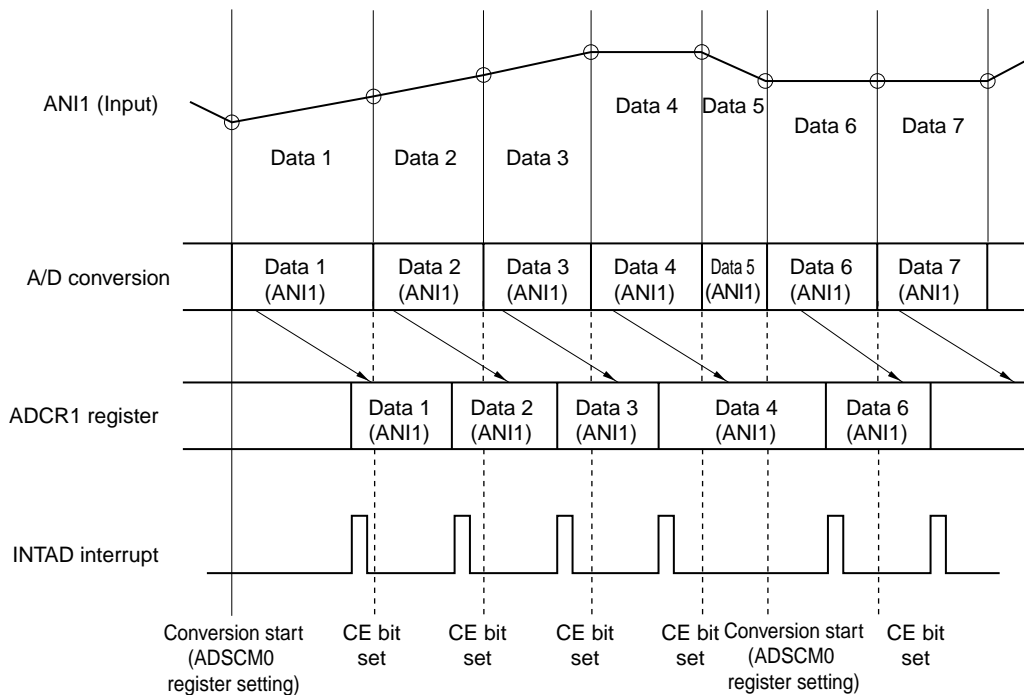 ANI1 (Input)
Data 1
Data 2
Data 3
Data 4
Data 5
Data 6
Data 7
A/D conversion
Data 1
(ANI1)
Data 2
(ANI1)
Data 3
(ANI1)
Data 4
(ANI1)
Data 5
(ANI1)
Data 6
(ANI1)
Data 7
(ANI1)
ADCR1 register
Data 1
(ANI1)
Data 2
(ANI1)
Data 3
(ANI1)
Data 4
(ANI1)
Data 6
(ANI1)
INTAD interrupt
Conversion start
(ADSCM0
register setting)
CE bit
set
CE bit
set
CE bit
set
CE bit
set
Conversion start
(ADSCM0
register setting)
CE bit
set